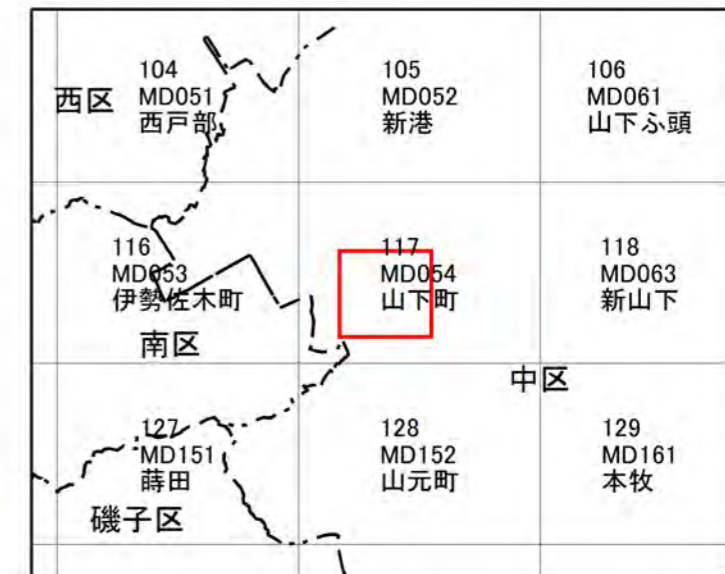 104
MD051
西戸部
西区
105
MD052
新港
106
MD061
山下ふ頭
116
MD053
伊勢佐木町
南区
117
MD054
山下町
118
MD063
新山下
中区
127
MD151
蒔田
磯子区
128
MD152
山元町
129
MD161
本牧